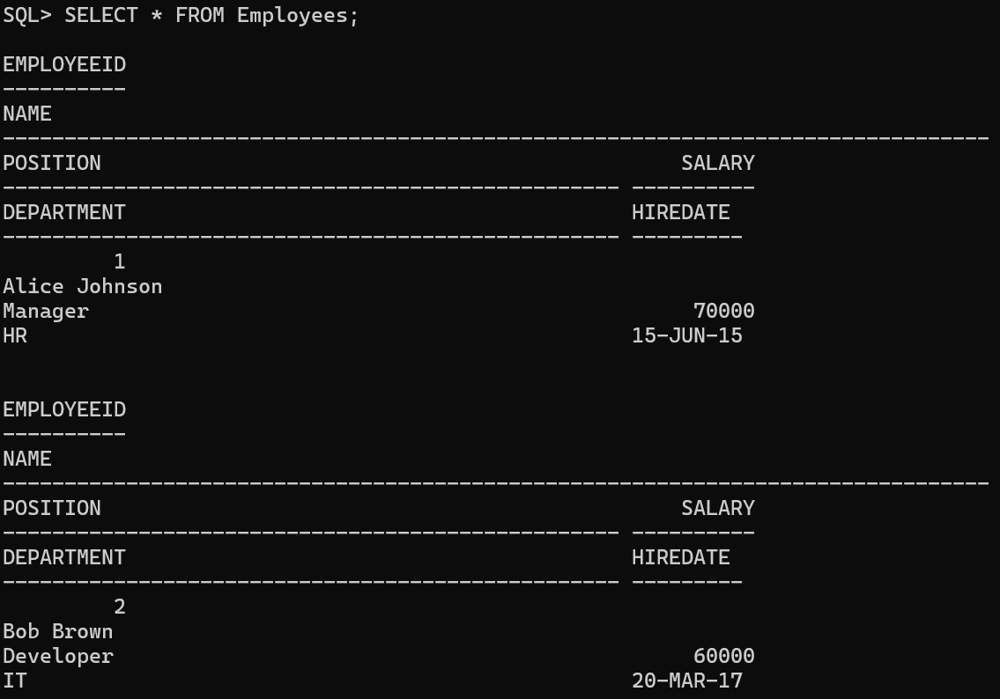 SQL> SELECT * FROM Employees;
EMPLOYEEID
----------
NAME
--------------------------------------------------------------------------------
POSITION                                               SALARY
-------------------------------------------------- ----------
DEPARTMENT                                         HIREDATE
-------------------------------------------------- ---------
         1
Alice Johnson
Manager                                                 70000
HR                                                 15-JUN-15
EMPLOYEEID
----------
NAME
--------------------------------------------------------------------------------
POSITION                                               SALARY
-------------------------------------------------- ----------
DEPARTMENT                                         HIREDATE
-------------------------------------------------- ---------
         2
Bob Brown
Developer                                               60000
IT                                                 20-MAR-17